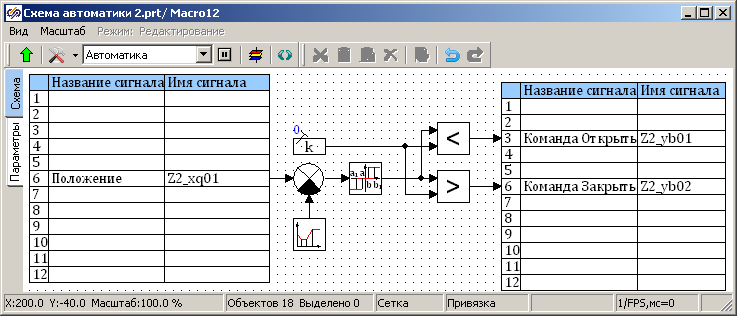 Схема автоматики 2.prt/ Macro12
Вид Масштаб Режим: Редактирование
Автоматика
Схема
Параметры
Название сигнала Имя сигнала
1
2
3
4
5
6 Положение Z2_xq01
7
8
9
10
11
12
0
k
a₁ a
b b₁
<
>
Название сигнала Имя сигнала
1
2
3 Команда Открыть Z2_yb01
4
5
6 Команда Закрыть Z2_yb02
7
8
9
10
11
12
X:200.0 Y:-40.0 Масштаб:100.0 % Объектов 18 Выделено 0 Сетка Привязка 1/FPS,мс=0